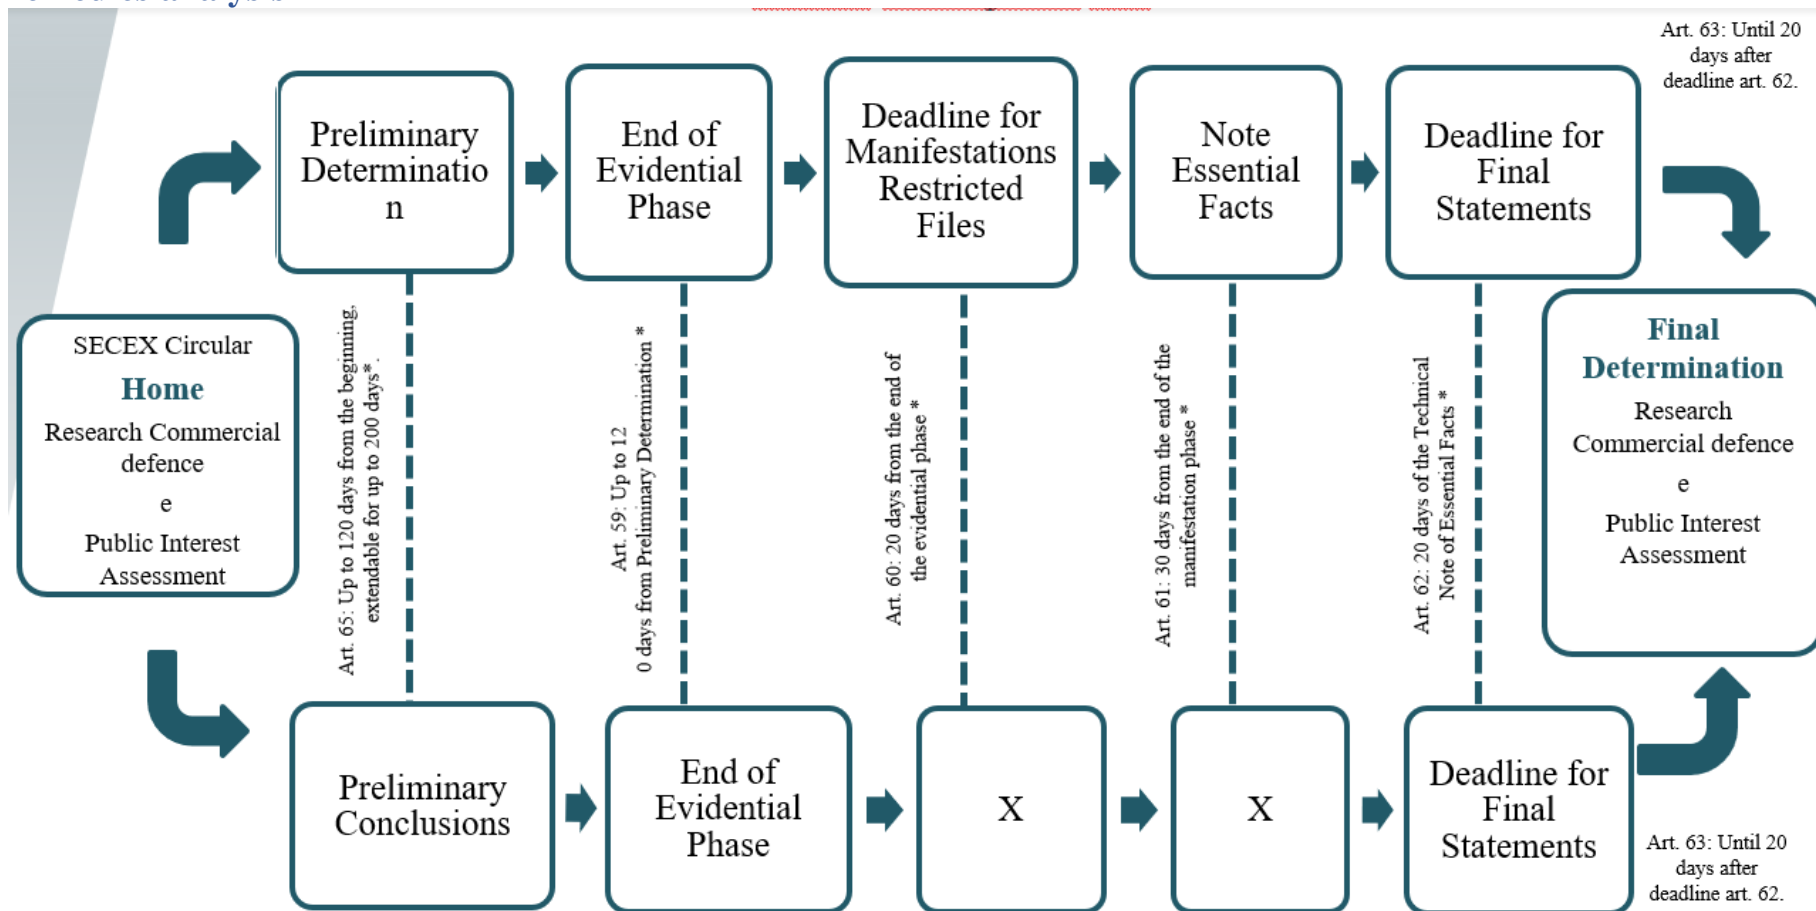 Art. 63: Until 20
days after
deadline art. 62.
Preliminary
Determinatio
n
End of
Evidential
Phase
Deadline for
Manifestations
Restricted
Files
Note
Essential
Facts
Deadline for
Final
Statements
SECEX Circular
Home
Research Commercial
defence
e
Public Interest
Assessment
Art. 65: Up to 120 days from the beginning,
extendable for up to 200 days*.
Art. 59: Up to 12
0 days from Preliminary Determination *
Art. 60: 20 days from the end of
the evidential phase *
Art. 61: 30 days from the end of the
manifestation phase *
Art. 62: 20 days of the Technical
Note of Essential Facts *
Final
Determination
Research
Commercial defence
e
Public Interest
Assessment
Preliminary
Conclusions
End of
Evidential
Phase
X
X
Deadline for
Final
Statements
Art. 63: Until 20
days after
deadline art. 62.